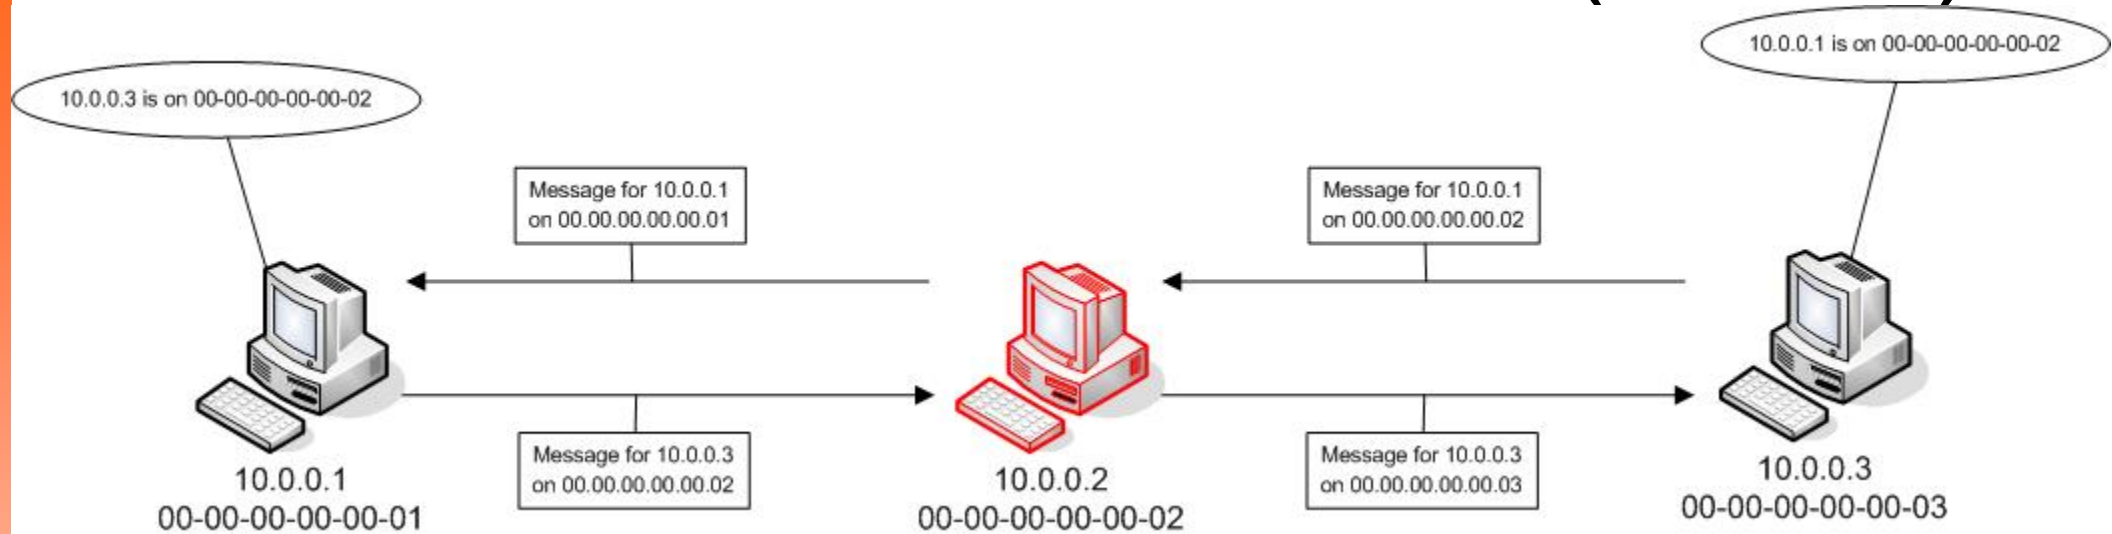 10.0.0.1 is on 00-00-00-00-00-02
10.0.0.3 is on 00-00-00-00-00-02
Message for 10.0.0.1
on 00.00.00.00.00.01
Message for 10.0.0.1
on 00.00.00.00.00.02
Message for 10.0.0.3
on 00.00.00.00.00.02
Message for 10.0.0.3
on 00.00.00.00.00.03
10.0.0.1
00-00-00-00-00-01
10.0.0.2
00-00-00-00-00-02
10.0.0.3
00-00-00-00-00-03